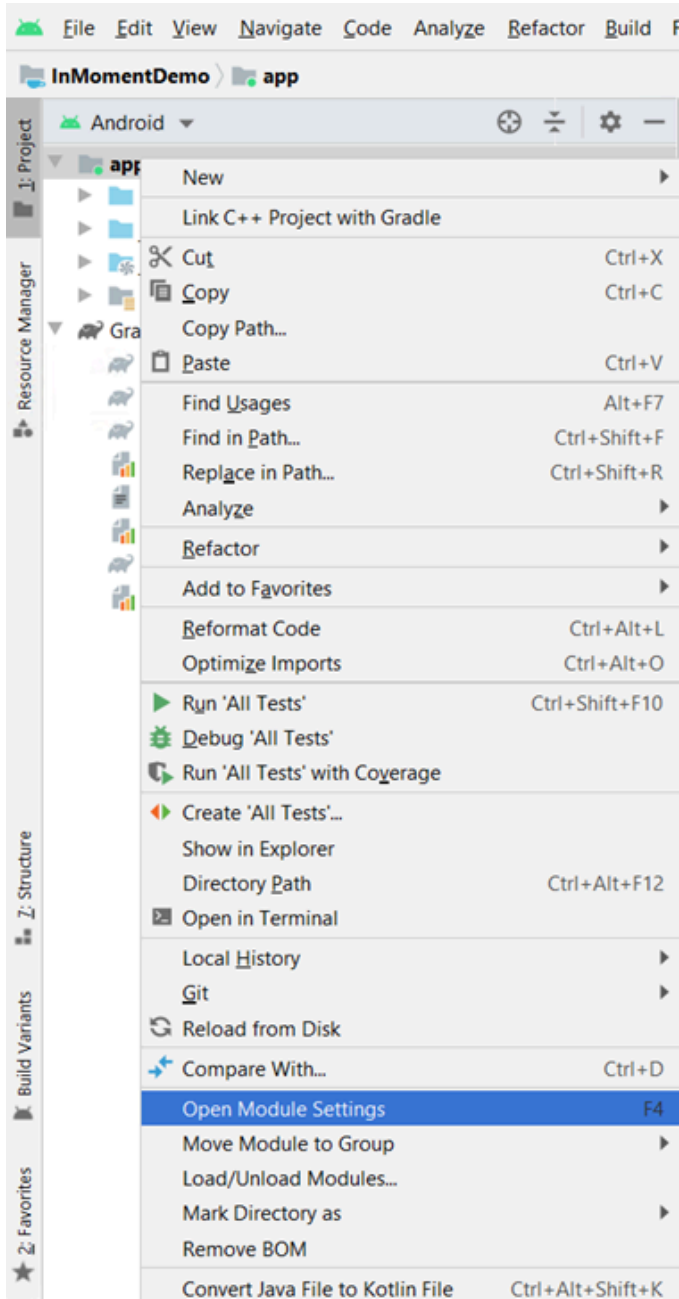 File Edit View Navigate Code Analyze Refactor Build
InMomentDemo app
Android
1: Project
Resource Manager
Z: Structure
Build Variants
2: Favorites
app
Gra
New
Link C++ Project with Gradle
Cut Ctrl+X
Copy Ctrl+C
Copy Path...
Paste Ctrl+V
Find Usages Alt+F7
Find in Path... Ctrl+Shift+F
Replace in Path... Ctrl+Shift+R
Analyze
Refactor
Add to Favorites
Reformat Code Ctrl+Alt+L
Optimize Imports Ctrl+Alt+O
Run 'All Tests' Ctrl+Shift+F10
Debug 'All Tests'
Run 'All Tests' with Coverage
Create 'All Tests'...
Show in Explorer
Directory Path Ctrl+Alt+F12
Open in Terminal
Local History
Git
Reload from Disk
Compare With... Ctrl+D
Open Module Settings F4
Move Module to Group
Load/Unload Modules...
Mark Directory as
Remove BOM
Convert Java File to Kotlin File Ctrl+Alt+Shift+K